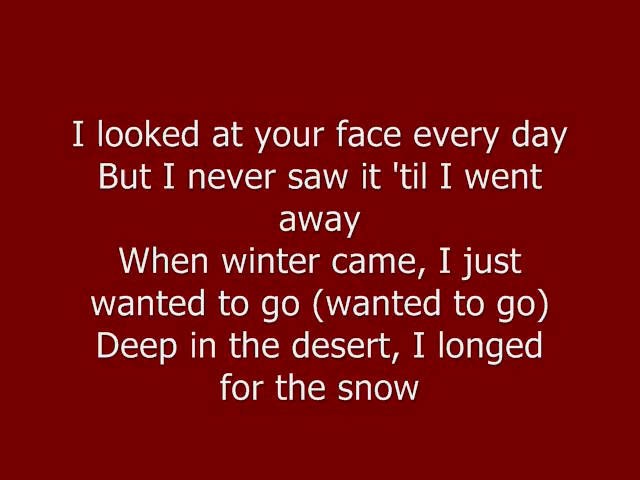 I looked at your face every day
But I never saw it 'til I went
away
When winter came, I just
wanted to go (wanted to go)
Deep in the desert, I longed
for the snow